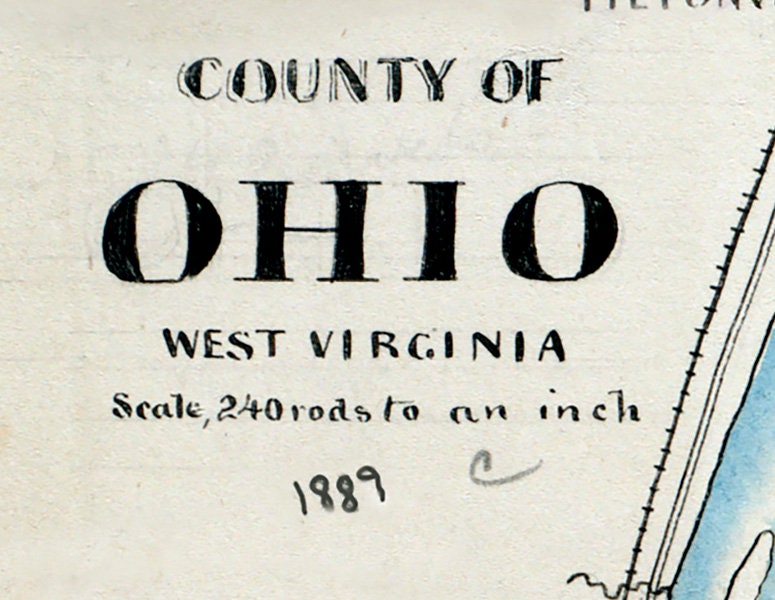 COUNTY OF
OHIO
WEST VIRGINIA
Scale, 240 rods to an inch
1889
C